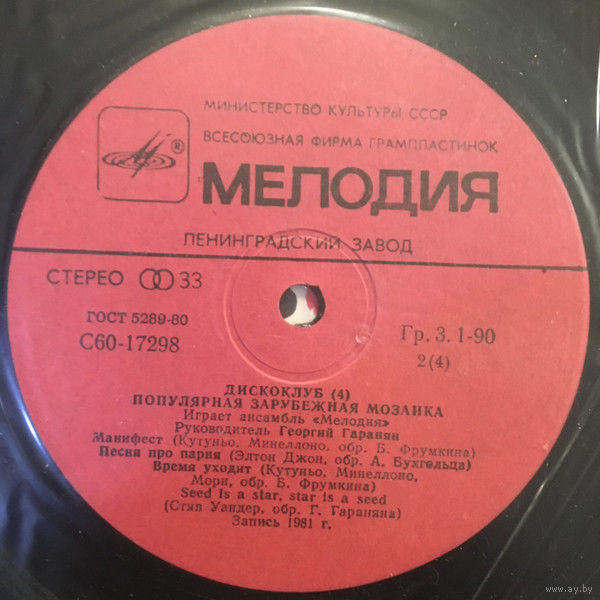 МИНИСТЕРСТВО КУЛЬТУРЫ СССР
ВСЕСОЮЗНАЯ ФИРМА ГРАМПЛАСТИНОК
®
МЕЛОДИЯ
ЛЕНИНГРАДСКИЙ ЗАВОД
СТЕРЕО 33
ГОСТ 5289-80
С60-17298
Гр. 3. 1-90
2 (4)
ДИСКОКЛУБ (4)
ПОПУЛЯРНАЯ ЗАРУБЕЖНАЯ МОЗАИКА
Играет ансамбль «Мелодия»
Руководитель Георгий Гаранян
Манифест (Кутуньо, Минеллоно, обр. Б. Фрумкина)
Песня про парня (Элтон Джон, обр. А. Бухгольца)
Время уходит (Кутуньо, Минеллоно,
Мори, обр. Б. Фрумкина)
Seed is a star, star is a seed
(Стив Уандер, обр. Г. Гараняна)
Запись 1981 г.
www.ay.by